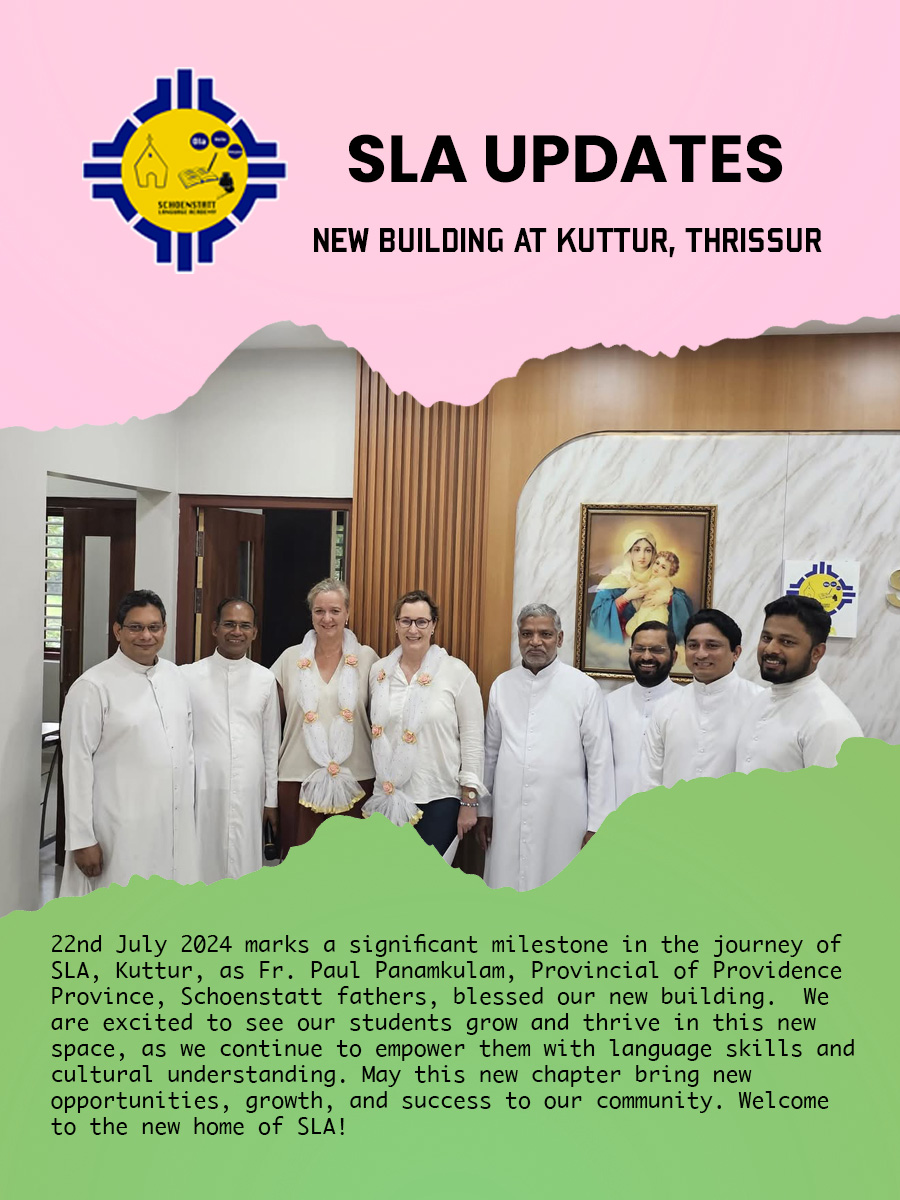 Ola
SCHOENSTATT
LANGUAGE ACADEMY
SLA UPDATES
NEW BUILDING AT KUTTUR, THRISSUR
S
22nd July 2024 marks a significant milestone in the journey of
SLA, Kuttur, as Fr. Paul Panamkulam, Provincial of Providence
Province, Schoenstatt fathers, blessed our new building.  We
are excited to see our students grow and thrive in this new
space, as we continue to empower them with language skills and
cultural understanding. May this new chapter bring new
opportunities, growth, and success to our community. Welcome
to the new home of SLA!